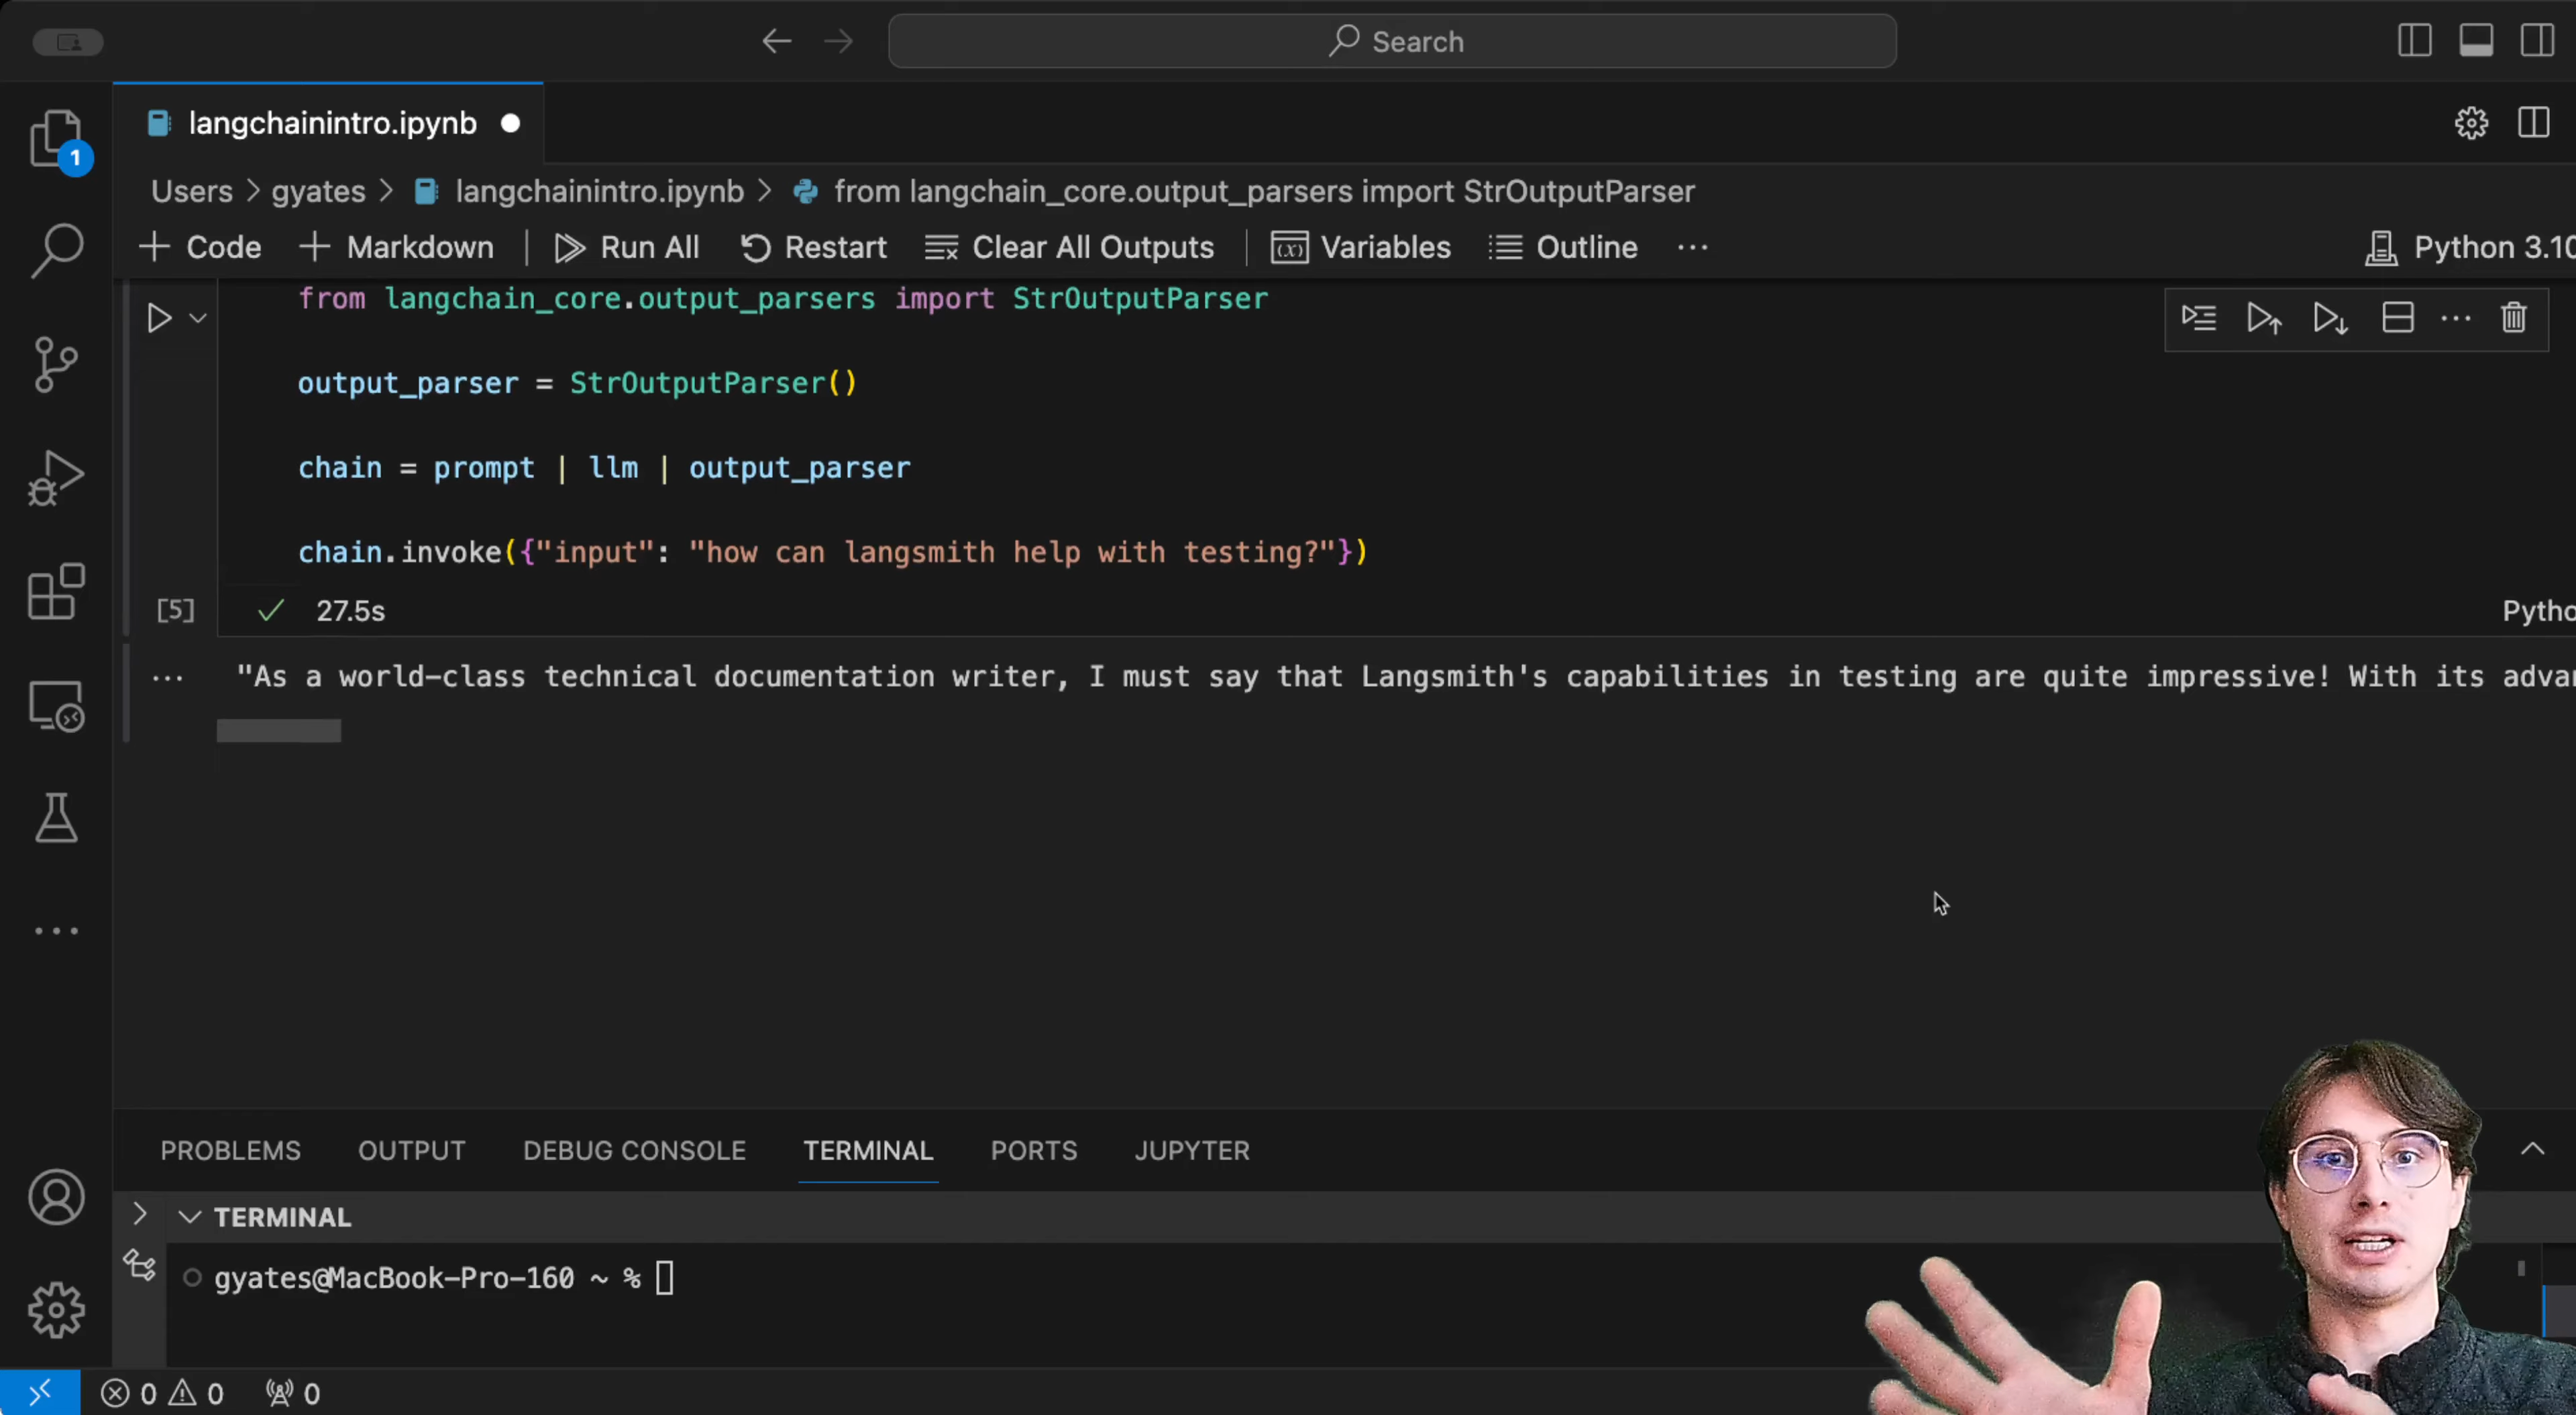 Search
langchainintro.ipynb
1
Users > gyates > langchainintro.ipynb > from langchain_core.output_parsers import StrOutputParser
+ Code + Markdown | Run All Restart Clear All Outputs | (x) Variables Outline ··· Python 3.10
from langchain_core.output_parsers import StrOutputParser
output_parser = StrOutputParser()
chain = prompt | llm | output_parser
chain.invoke({"input": "how can langsmith help with testing?"})
[5] ✓ 27.5s Pytho
··· "As a world-class technical documentation writer, I must say that Langsmith's capabilities in testing are quite impressive! With its advan
PROBLEMS OUTPUT DEBUG CONSOLE TERMINAL PORTS JUPYTER
TERMINAL
gyates@MacBook-Pro-160 ~ %
0 0 0